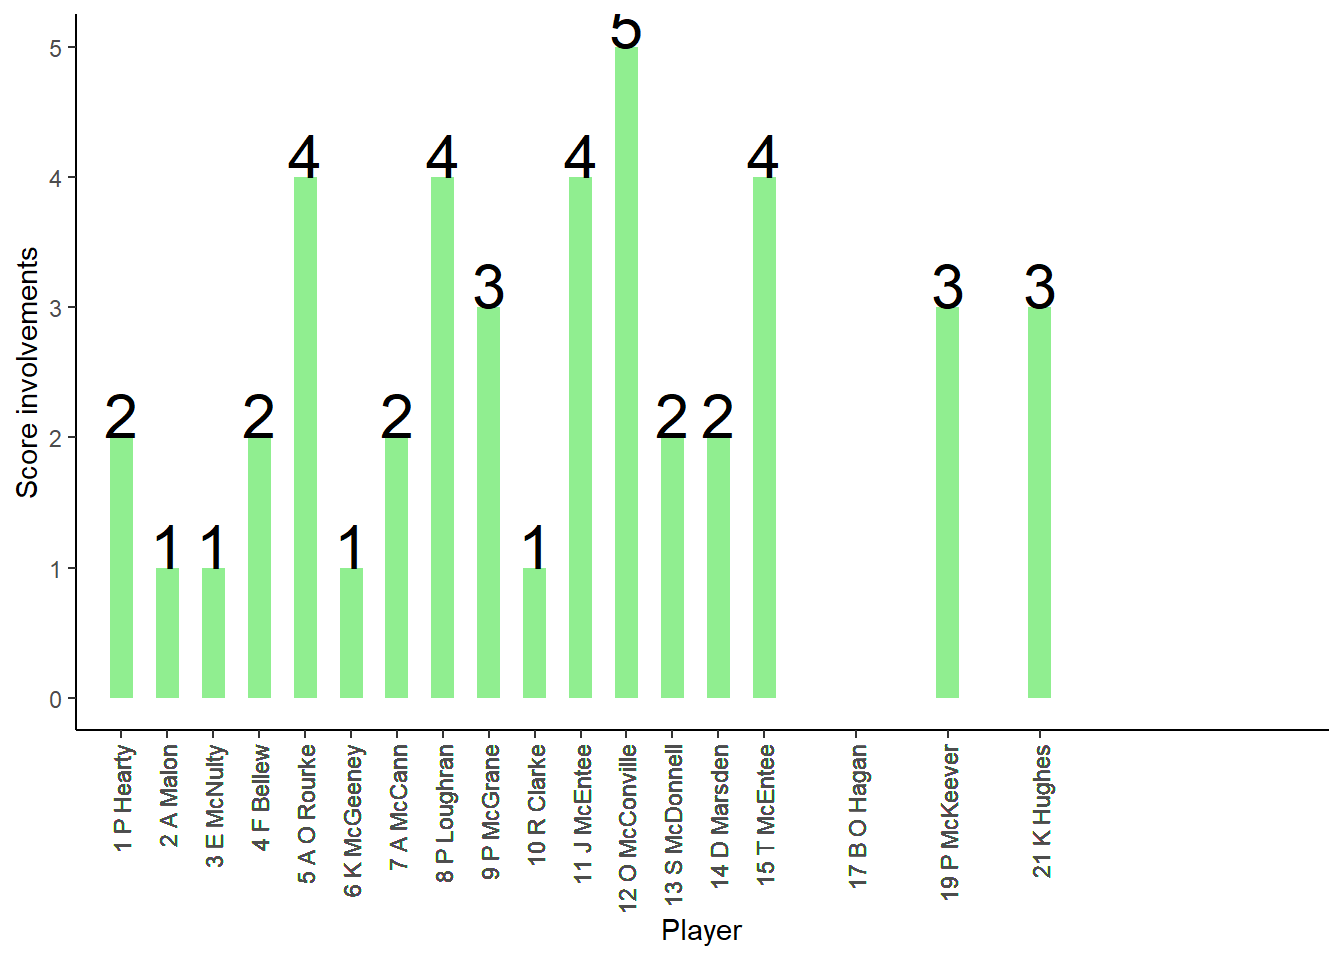 Score involvements
5
4
3
2
1
0
2
1
1
2
4
1
2
4
3
1
4
5
2
2
4
3
3
1 P Hearty
2 A Malon
3 E McNulty
4 F Bellew
5 A O Rourke
6 K McGeeney
7 A McCann
8 P Loughran
9 P McGrane
10 R Clarke
11 J McEntee
12 O McConville
13 S McDonnell
14 D Marsden
15 T McEntee
17 B O Hagan
19 P McKeever
21 K Hughes
Player